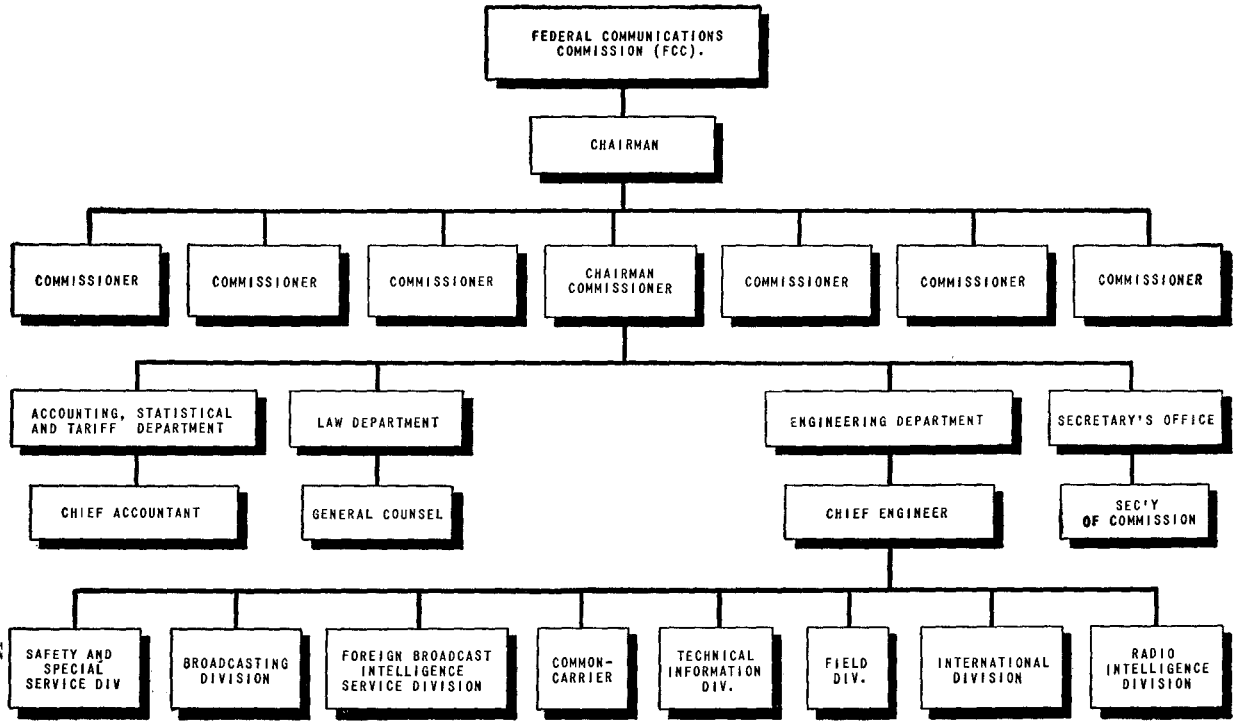 FEDERAL COMMUNICATIONS
COMMISSION (FCC).
CHAIRMAN
COMMISSIONER
COMMISSIONER
COMMISSIONER
CHAIRMAN
COMMISSIONER
COMMISSIONER
COMMISSIONER
COMMISSIONER
ACCOUNTING, STATISTICAL
AND TARIFF DEPARTMENT
LAW DEPARTMENT
ENGINEERING DEPARTMENT
SECRETARY'S OFFICE
CHIEF ACCOUNTANT
GENERAL COUNSEL
CHIEF ENGINEER
SEC'Y
OF COMMISSION
SAFETY AND
SPECIAL
SERVICE DIV
BROADCASTING
DIVISION
FOREIGN BROADCAST
INTELLIGENCE
SERVICE DIVISION
COMMON-
CARRIER
TECHNICAL
INFORMATION
DIV.
FIELD
DIV.
INTERNATIONAL
DIVISION
RADIO
INTELLIGENCE
DIVISION